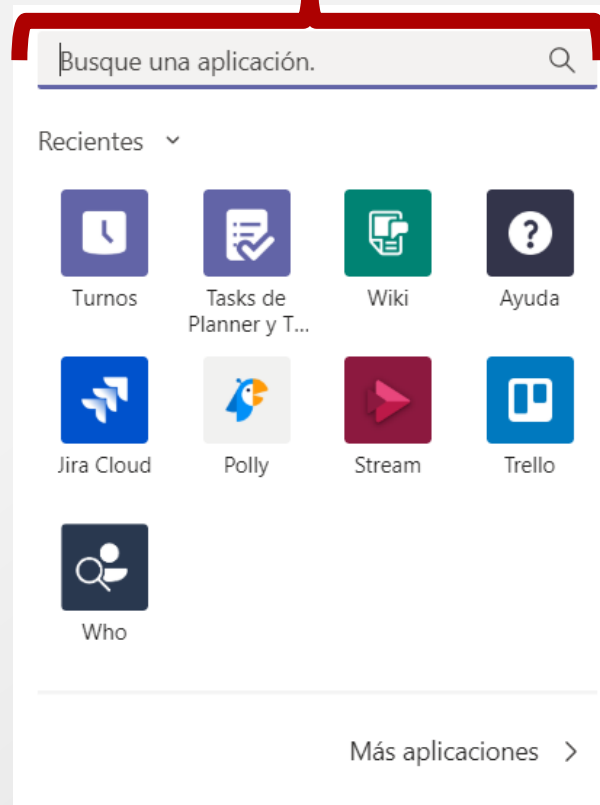 Busque una aplicación.
Recientes
Turnos
Tasks de
Planner y T...
Wiki
Ayuda
Jira Cloud
Polly
Stream
Trello
Who
Más aplicaciones